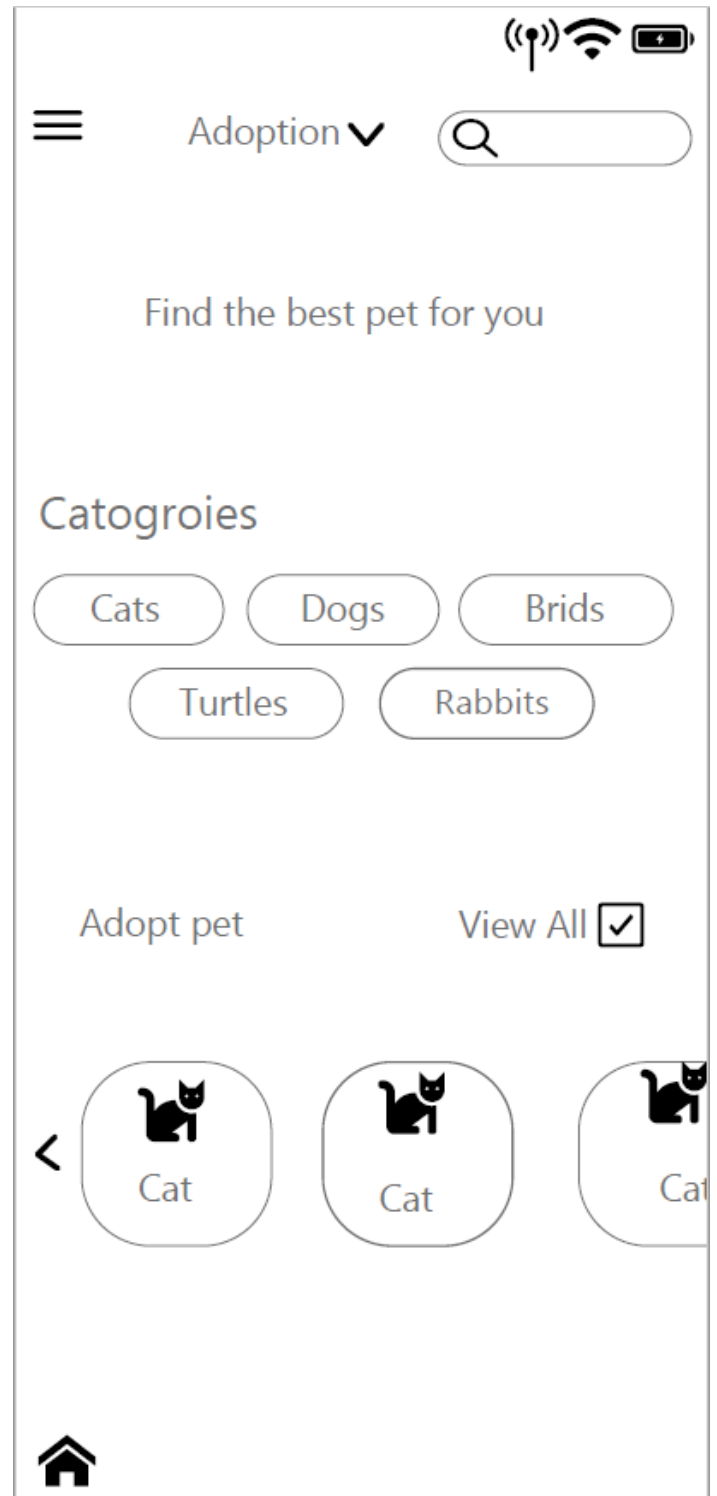 Adoption
Find the best pet for you
Catogroies
Cats Dogs Brids
Turtles Rabbits
Adopt pet View All
Cat Cat Cat